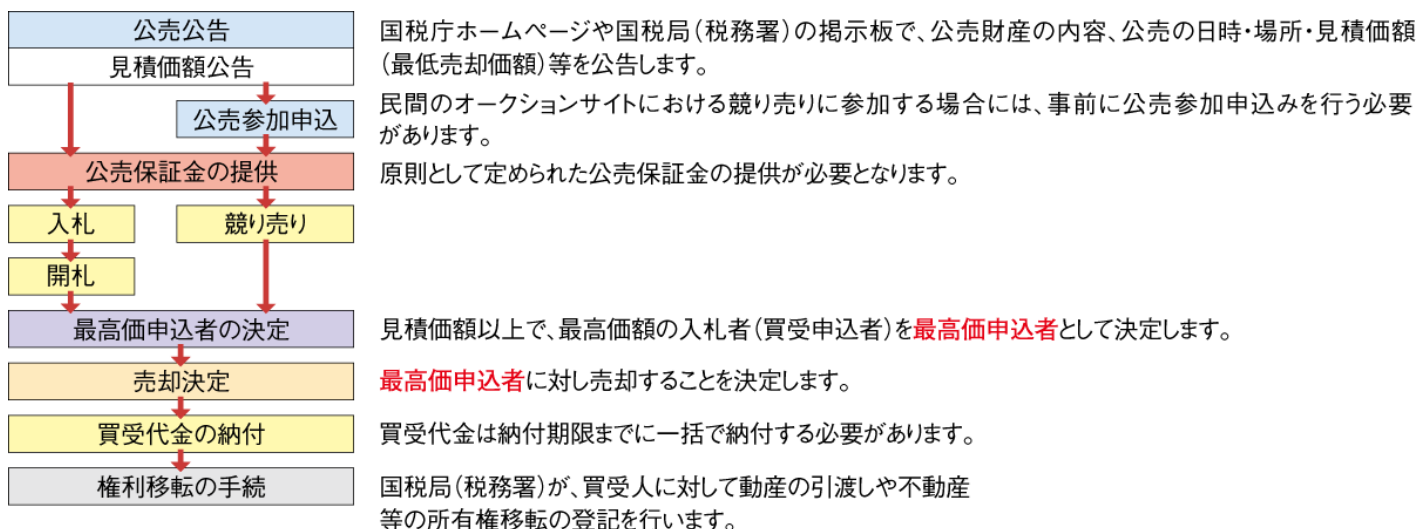 公売公告
国税庁ホームページや国税局(税務署)の掲示板で、公売財産の内容、公売の日時・場所・見積価額
見積価額公告
(最低売却価額)等を公告します。
公売参加申込
民間のオークションサイトにおける競り売りに参加する場合には、事前に公売参加申込みを行う必要
があります。
公売保証金の提供
原則として定められた公売保証金の提供が必要となります。
入札
競り売り
開札
最高価申込者の決定
見積価額以上で、最高価額の入札者(買受申込者)を最高価申込者として決定します。
売却決定
最高価申込者に対し売却することを決定します。
買受代金の納付
買受代金は納付期限までに一括で納付する必要があります。
権利移転の手続
国税局(税務署)が、買受人に対して動産の引渡しや不動産
等の所有権移転の登記を行います。